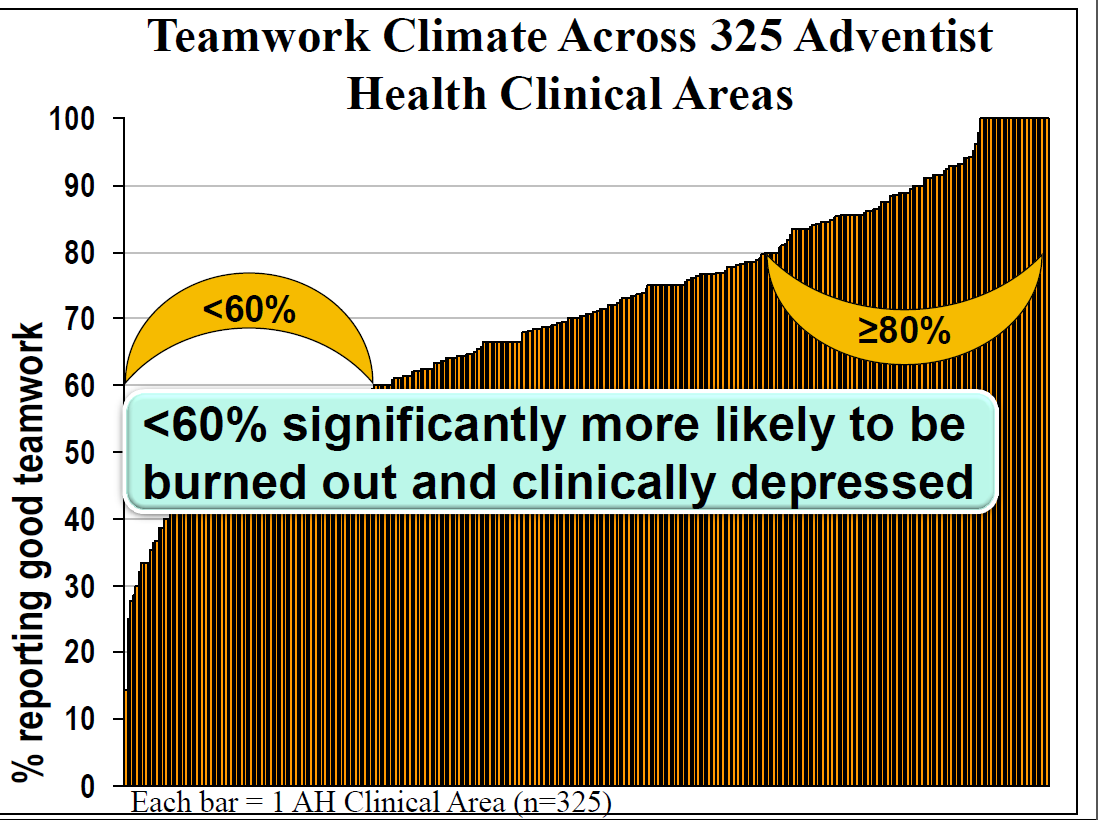 Teamwork Climate Across 325 Adventist
Health Clinical Areas
% reporting good teamwork
100
90
80
70
60
50
40
30
20
10
0
<60%
≥80%
<60% significantly more likely to be
burned out and clinically depressed
Each bar = 1 AH Clinical Area (n=325)